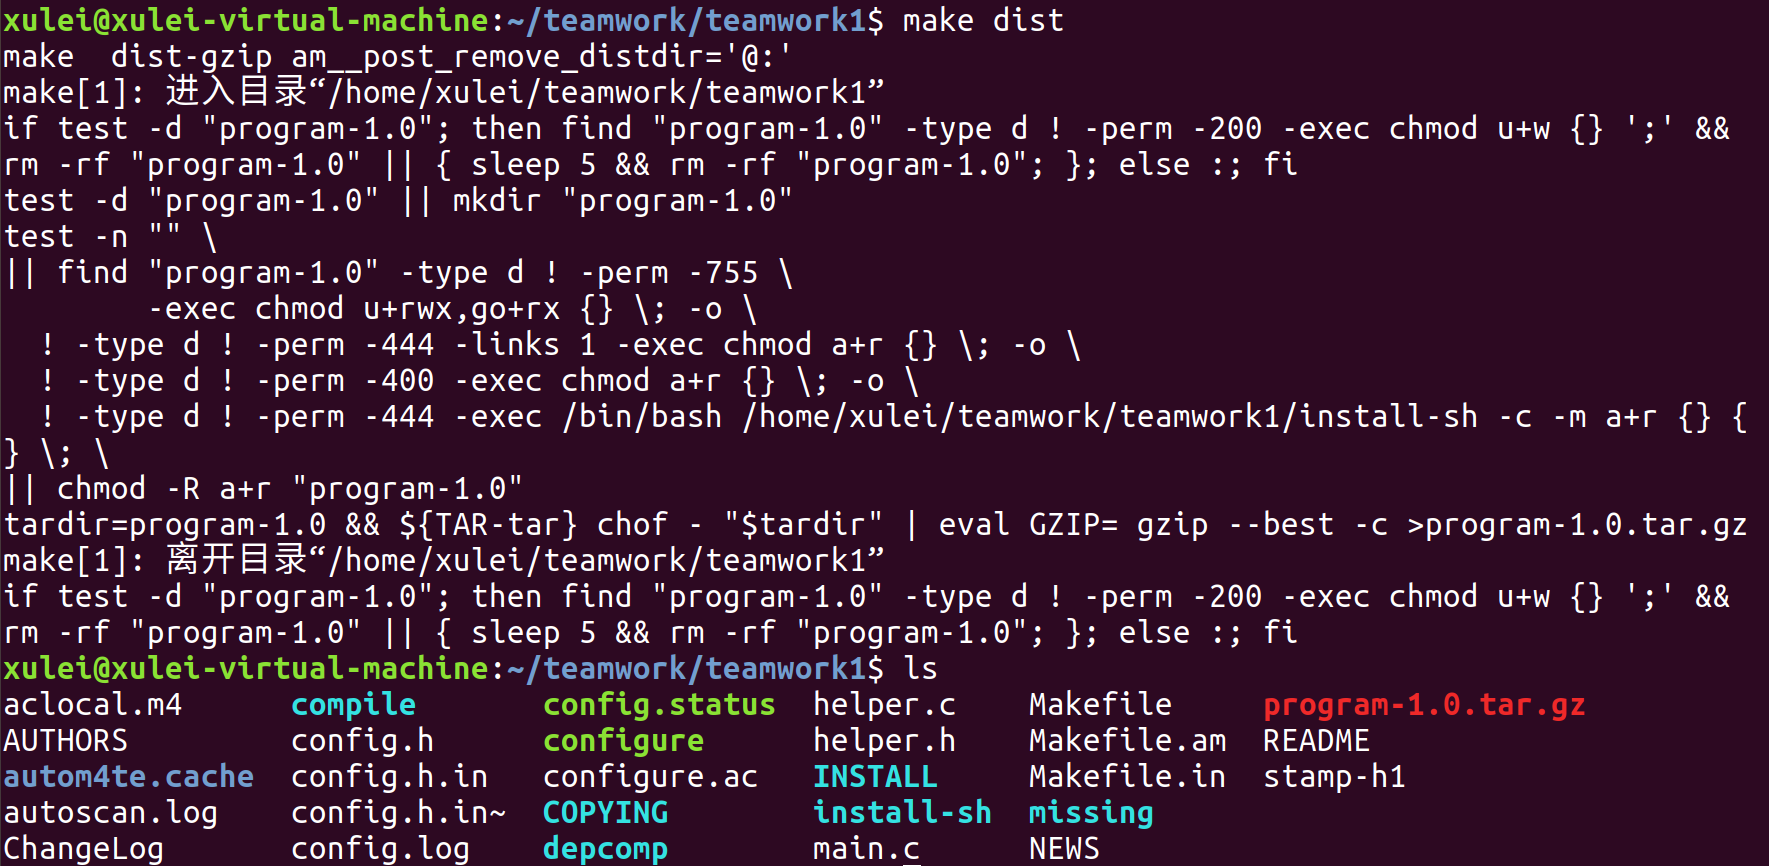 xulei@xulei-virtual-machine:~/teamwork/teamwork1$ make dist
make  dist-gzip am__post_remove_distdir='@:'
make[1]: 进入目录“/home/xulei/teamwork/teamwork1”
if test -d "program-1.0"; then find "program-1.0" -type d ! -perm -200 -exec chmod u+w {} ';' &&
rm -rf "program-1.0" || { sleep 5 && rm -rf "program-1.0"; }; else :; fi
test -d "program-1.0" || mkdir "program-1.0"
test -n "" \
|| find "program-1.0" -type d ! -perm -755 \
        -exec chmod u+rwx,go+rx {} \; -o \
  ! -type d ! -perm -444 -links 1 -exec chmod a+r {} \; -o \
  ! -type d ! -perm -400 -exec chmod a+r {} \; -o \
  ! -type d ! -perm -444 -exec /bin/bash /home/xulei/teamwork/teamwork1/install-sh -c -m a+r {} {
} \; \
|| chmod -R a+r "program-1.0"
tardir=program-1.0 && ${TAR-tar} chof - "$tardir" | eval GZIP= gzip --best -c >program-1.0.tar.gz
make[1]: 离开目录“/home/xulei/teamwork/teamwork1”
if test -d "program-1.0"; then find "program-1.0" -type d ! -perm -200 -exec chmod u+w {} ';' &&
rm -rf "program-1.0" || { sleep 5 && rm -rf "program-1.0"; }; else :; fi
xulei@xulei-virtual-machine:~/teamwork/teamwork1$ ls
aclocal.m4      compile       config.status  helper.c    Makefile     program-1.0.tar.gz
AUTHORS         config.h      configure      helper.h    Makefile.am  README
autom4te.cache  config.h.in   configure.ac   INSTALL     Makefile.in  stamp-h1
autoscan.log    config.h.in~  COPYING        install-sh  missing
ChangeLog       config.log    depcomp        main.c      NEWS